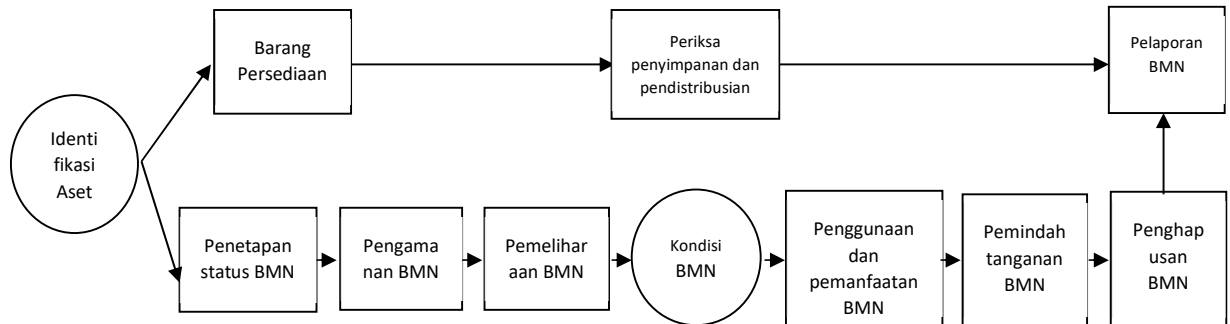 Barang
Persediaan
Periksa
penyimpanan dan
pendistribusian
Pelaporan
BMN
Identi
fikasi
Aset
Penetapan
status BMN
Pengama
nan BMN
Pemelihar
aan BMN
Kondisi
BMN
Penggunaan
dan
pemanfaatan
BMN
Pemindah
tanganan
BMN
Penghap
usan
BMN